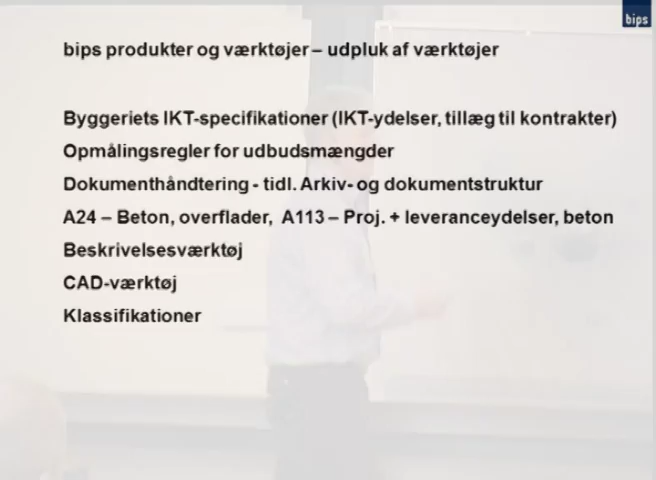 bips
bips produkter og værktøjer – udpluk af værktøjer
Byggeriets IKT-specifikationer (IKT-ydelser, tillæg til kontrakter)
Opmålingsregler for udbudsmængder
Dokumenthåndtering - tidl. Arkiv- og dokumentstruktur
A24 – Beton, overflader, A113 – Proj. + leveranceydelser, beton
Beskrivelsesværktøj
CAD-værktøj
Klassifikationer